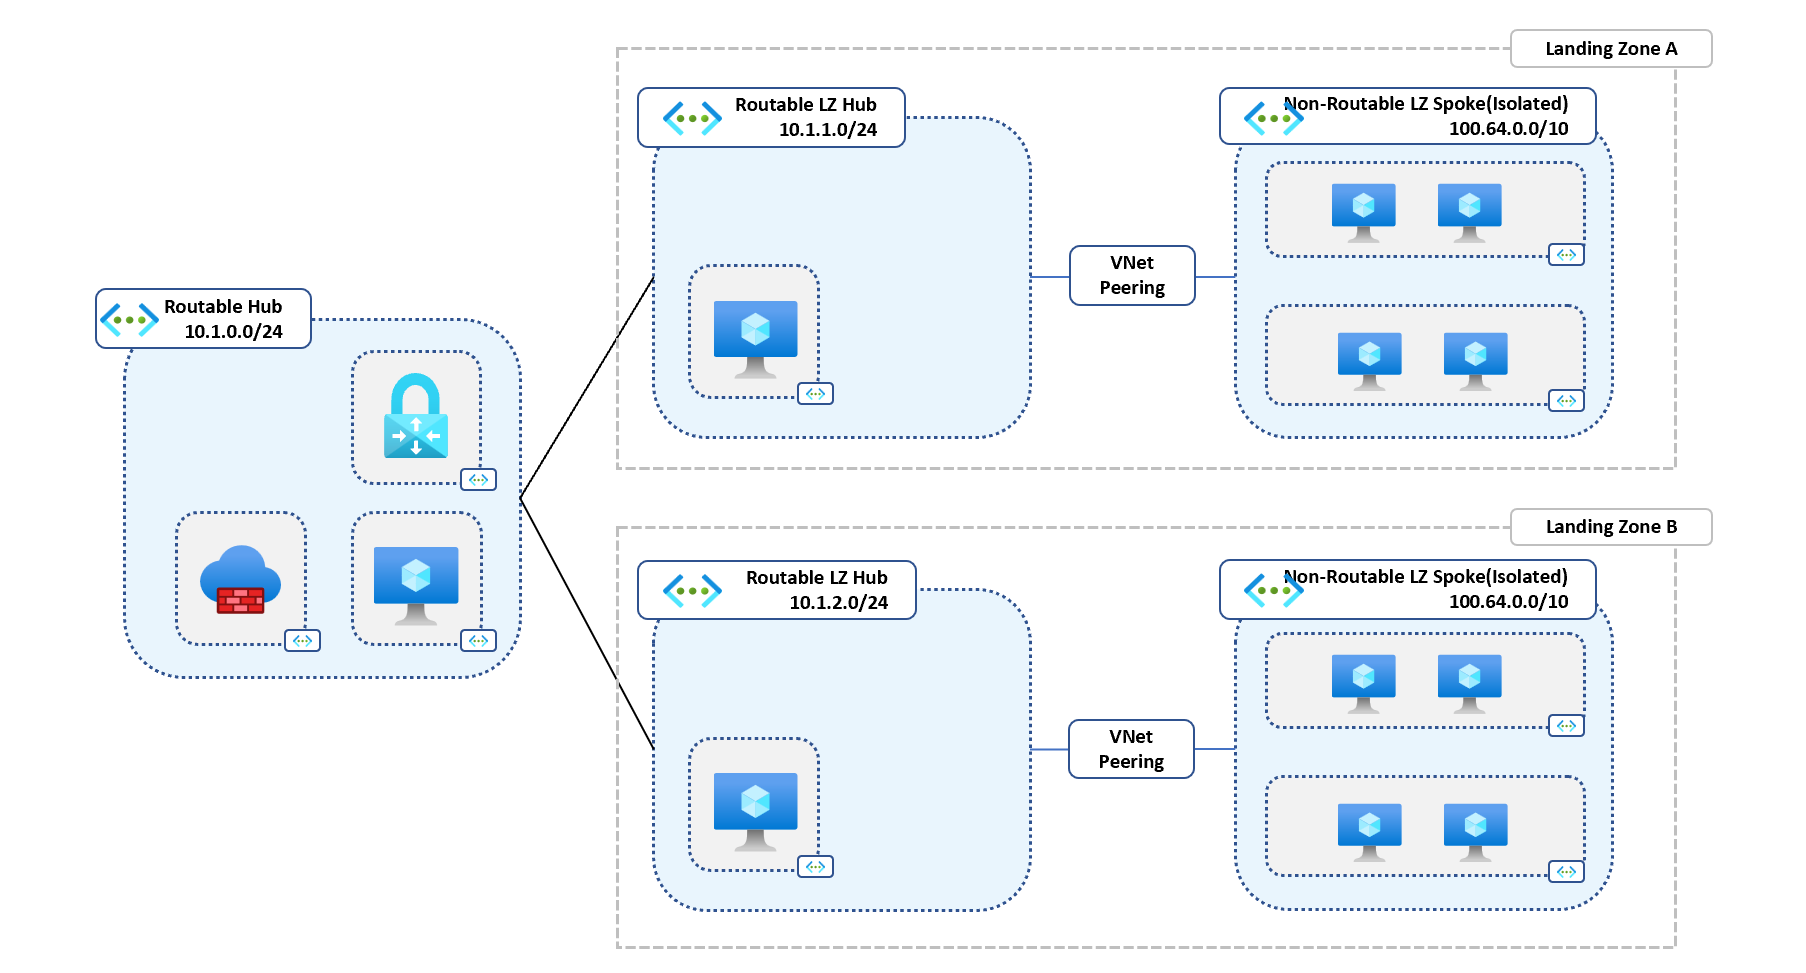 Landing Zone A
Routable LZ Hub
10.1.1.0/24
Non-Routable LZ Spoke(Isolated)
100.64.0.0/10
VNet
Peering
Routable Hub
10.1.0.0/24
Landing Zone B
Routable LZ Hub
10.1.2.0/24
Non-Routable LZ Spoke(Isolated)
100.64.0.0/10
VNet
Peering